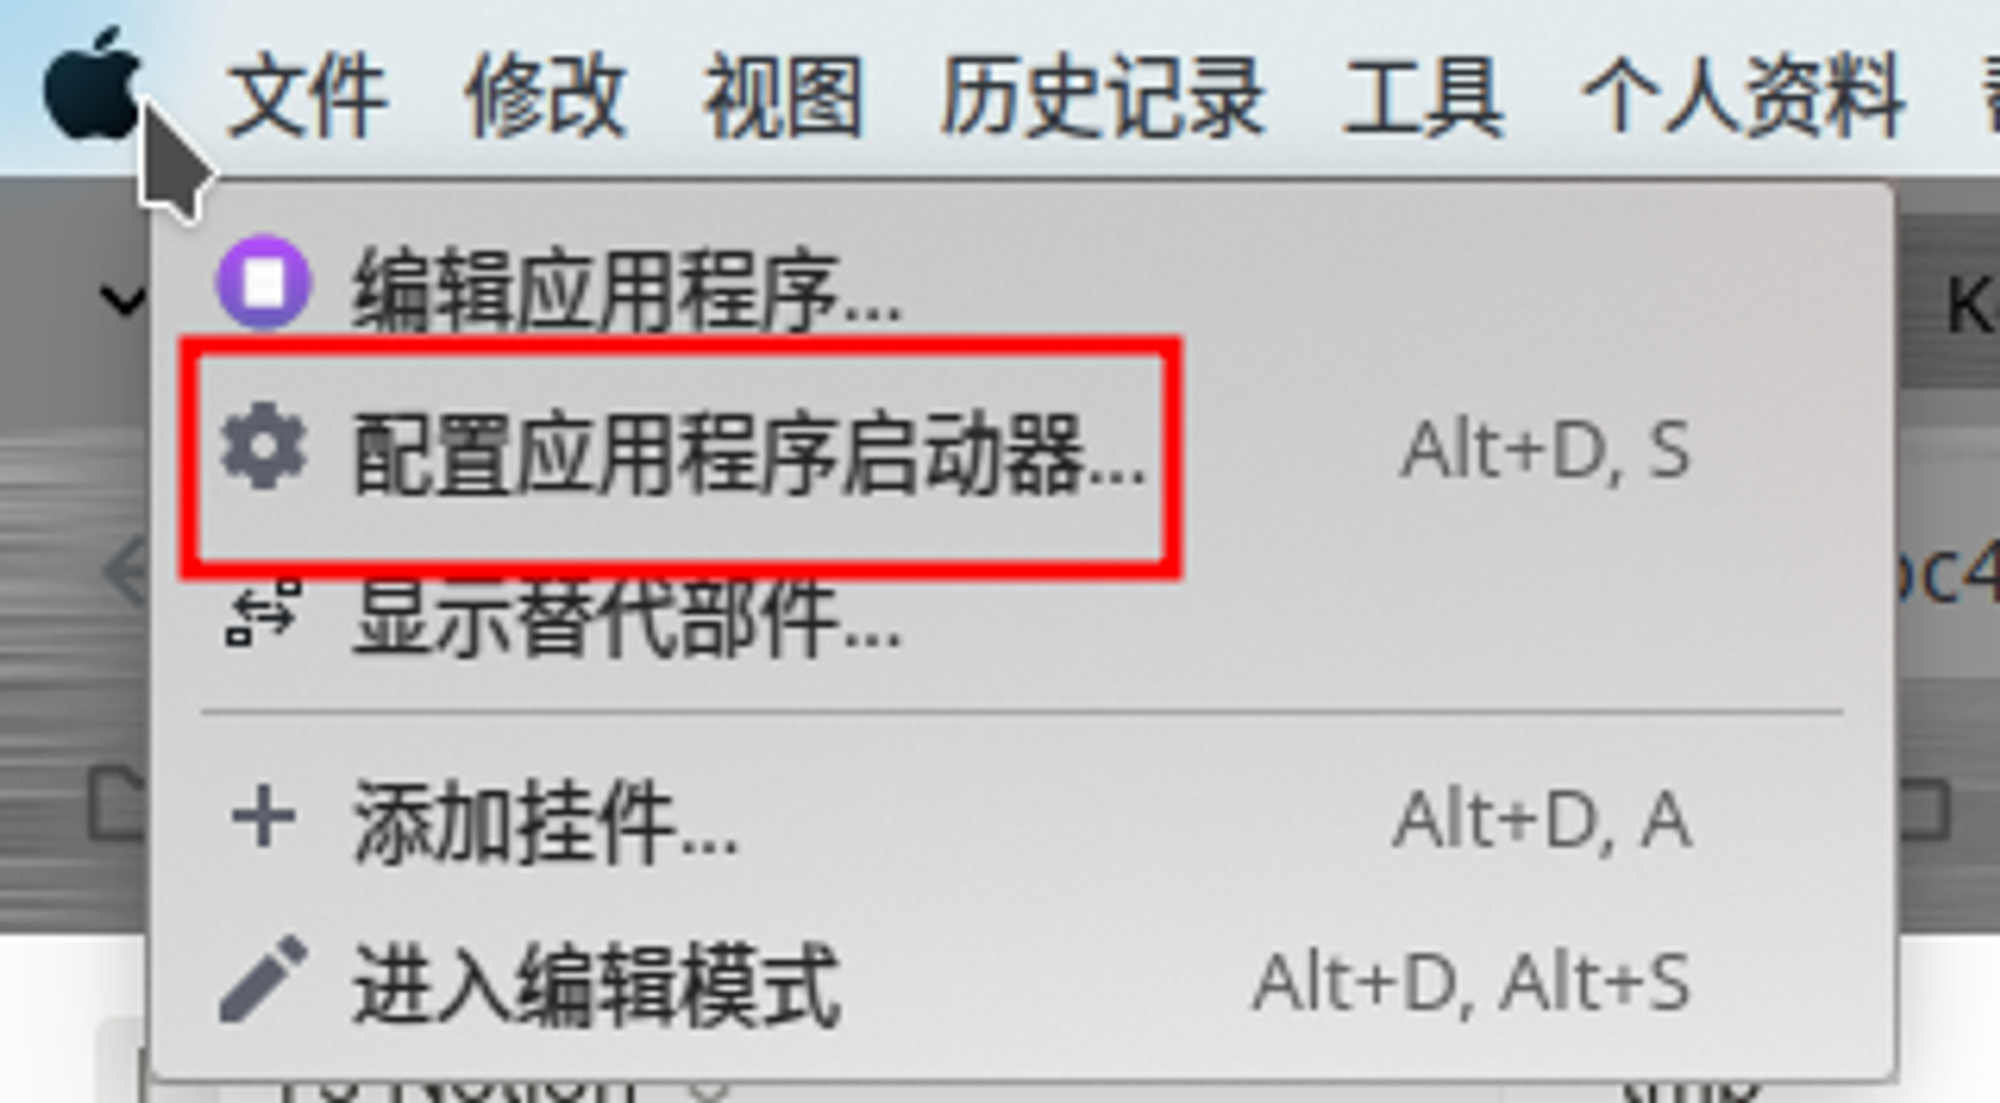 文件 修改 视图 历史记录 工具 个人资料
编辑应用程序...
配置应用程序启动器... Alt+D, S
显示替代部件...
添加挂件... Alt+D, A
进入编辑模式 Alt+D, Alt+S